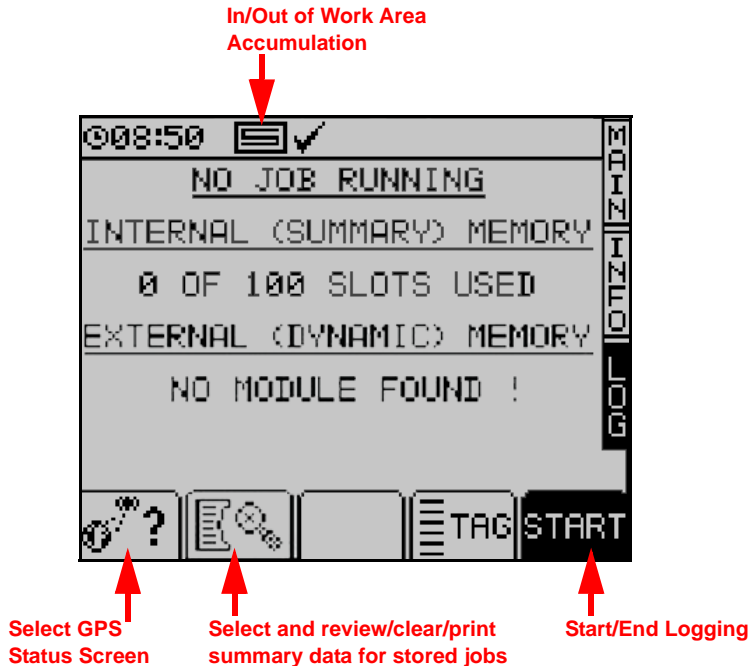 In/Out of Work Area
Accumulation
08:50
MAIN
NO JOB RUNNING
INTERNAL (SUMMARY) MEMORY
INFO
0 OF 100 SLOTS USED
EXTERNAL (DYNAMIC) MEMORY
NO MODULE FOUND !
LOG
?
TAG
START
Select GPS
Status Screen
Select and review/clear/print
summary data for stored jobs
Start/End Logging